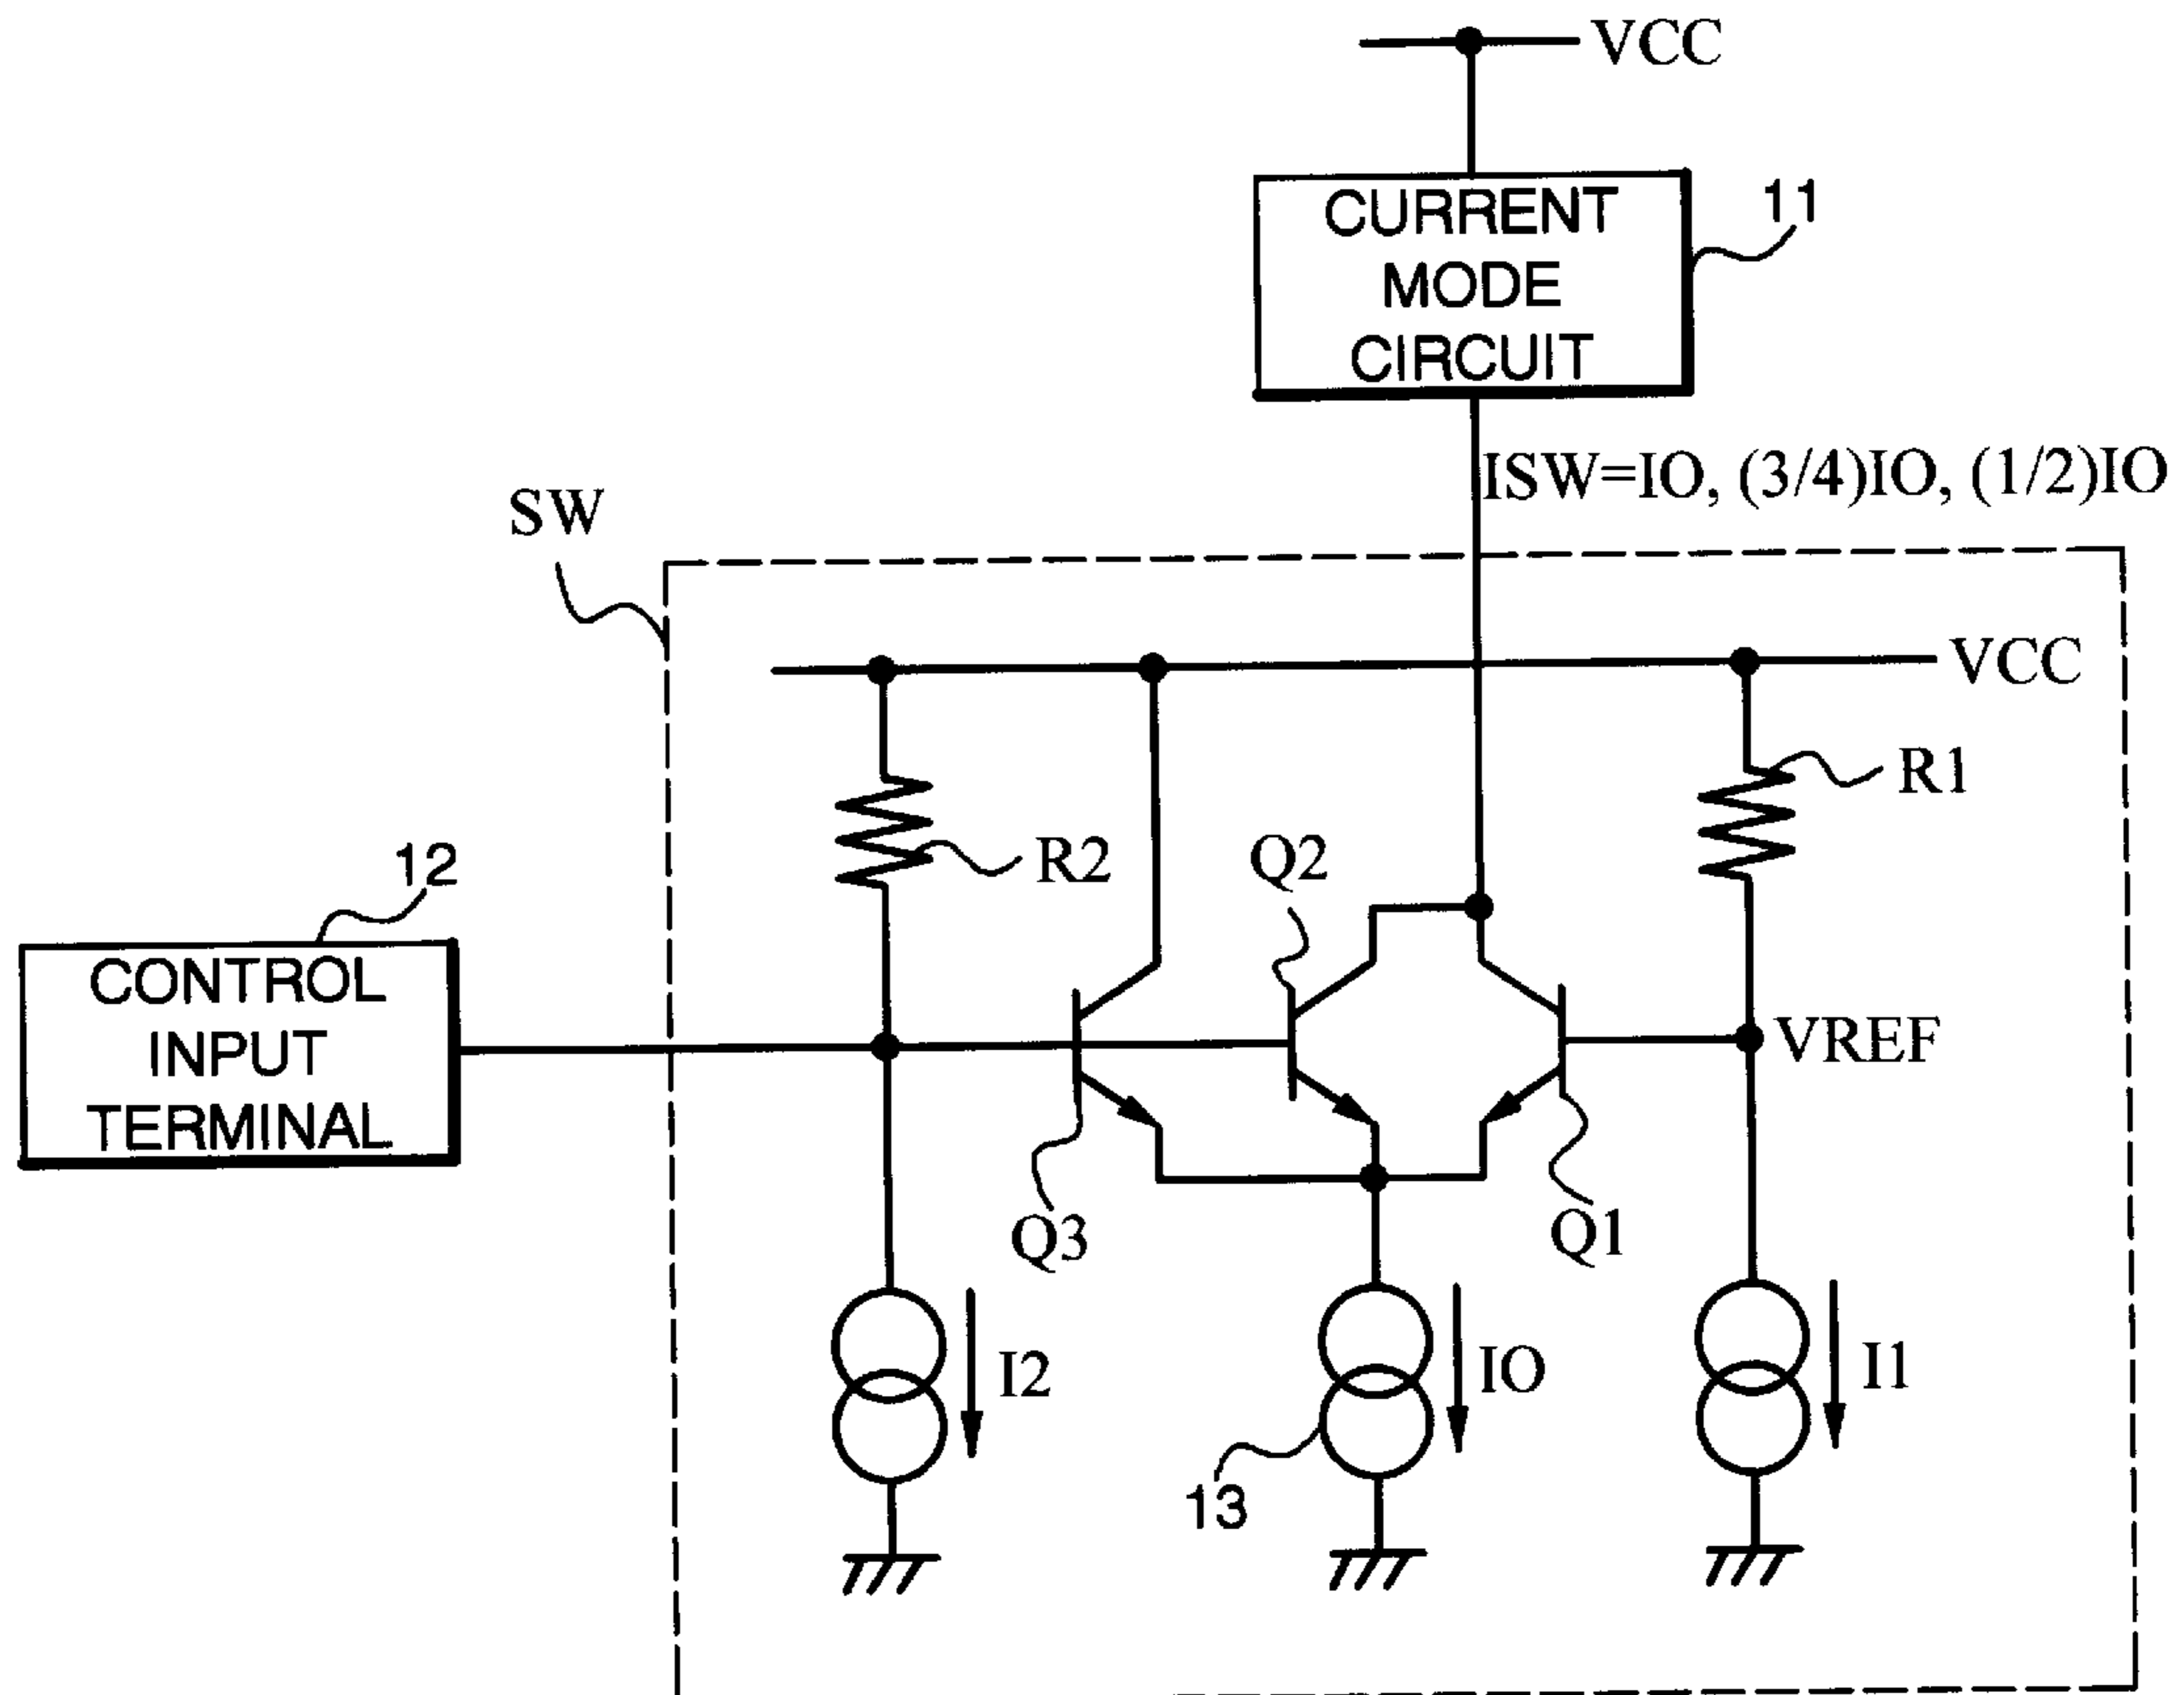 VCC
CURRENT
MODE
CIRCUIT
11
ISW=IO, (3/4)IO, (1/2)IO
SW
VCC
R1
R2
Q2
12
CONTROL
INPUT
TERMINAL
VREF
Q3
Q1
I2
IO
I1
13